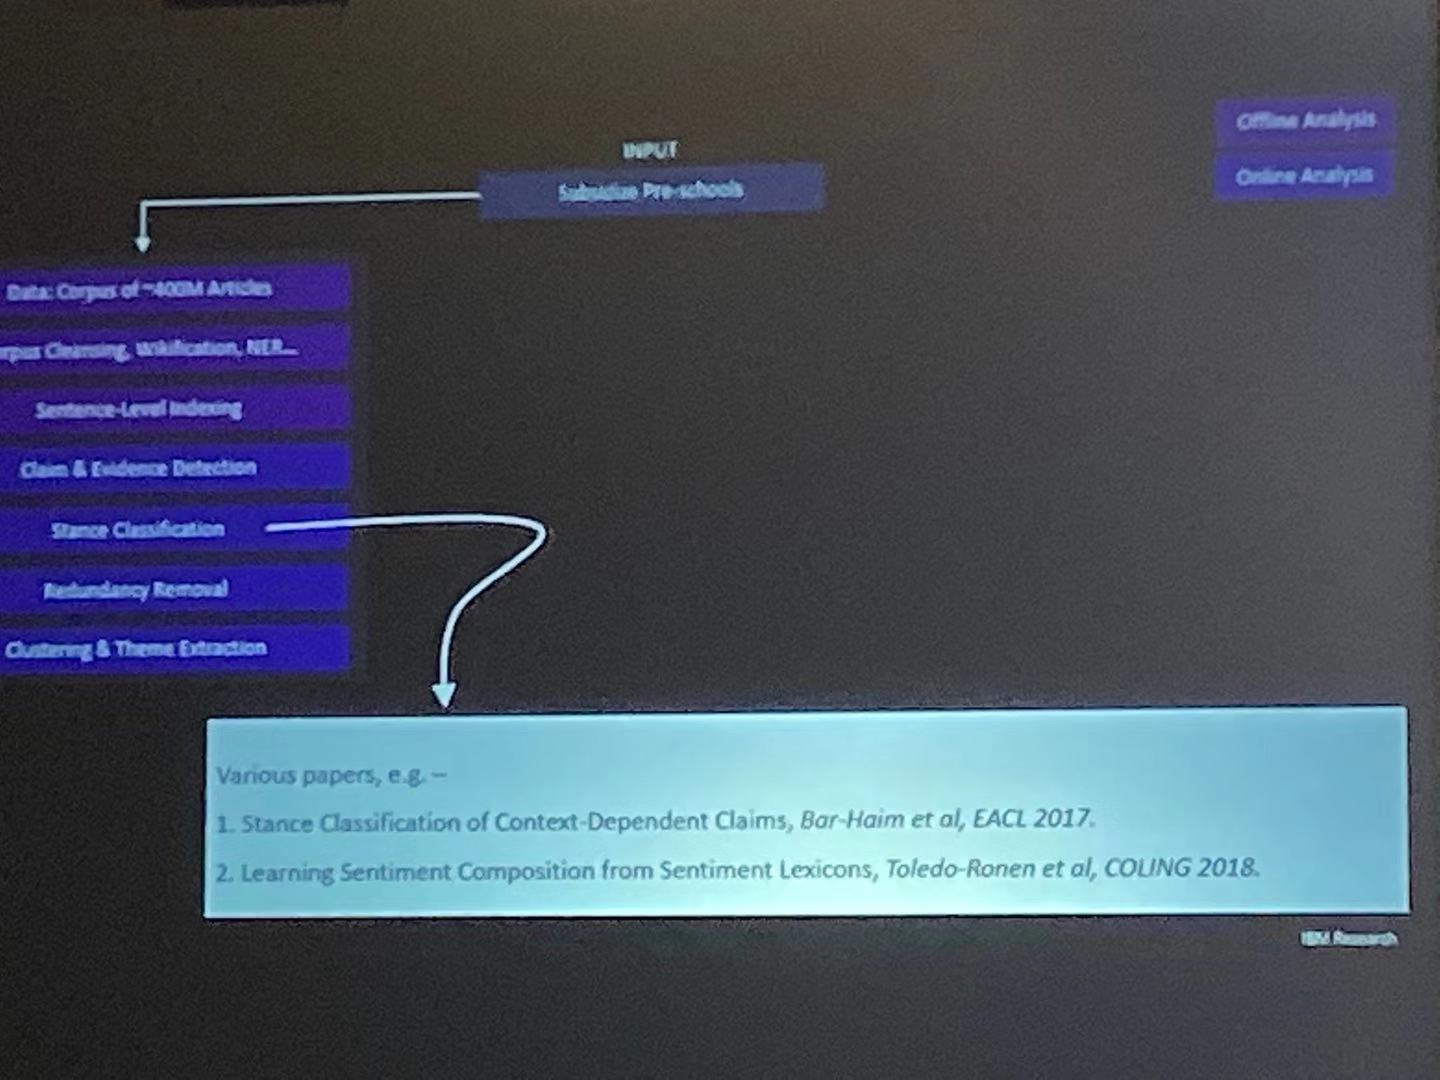 Offline Analysis
Online Analysis
INPUT
Subsidize Pre-schools
Data: Corpus of ~400M Articles
rpus Cleansing, Wikification, NER...
Sentence-Level Indexing
Claim & Evidence Detection
Stance Classification
Redundancy Removal
Clustering & Theme Extraction
Various papers, e.g. –
1. Stance Classification of Context-Dependent Claims, Bar-Haim et al, EACL 2017.
2. Learning Sentiment Composition from Sentiment Lexicons, Toledo-Ronen et al, COLING 2018.
IBM Research